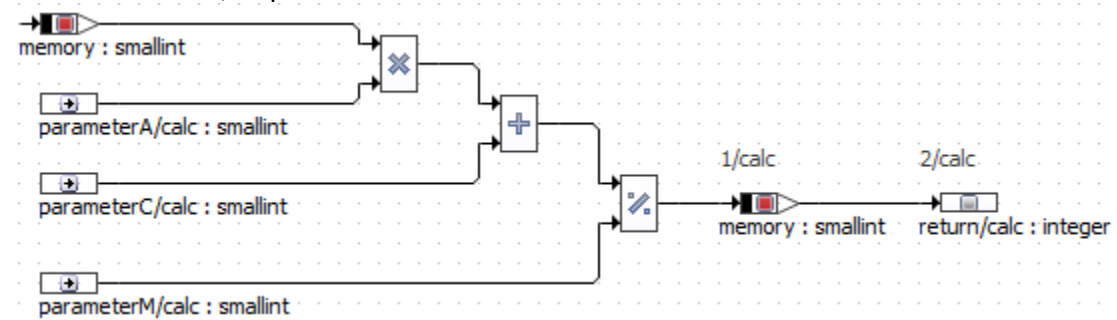 memory : smallint
parameterA/calc : smallint
parameterC/calc : smallint
1/calc
2/calc
memory : smallint
return/calc : integer
parameterM/calc : smallint